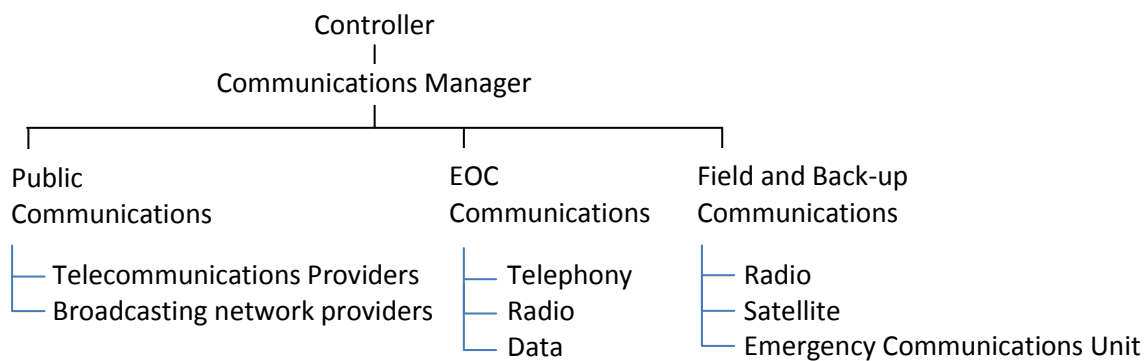 Controller
Communications Manager
Public
Communications
Telecommunications Providers
Broadcasting network providers
EOC
Communications
Telephony
Radio
Data
Field and Back-up
Communications
Radio
Satellite
Emergency Communications Unit